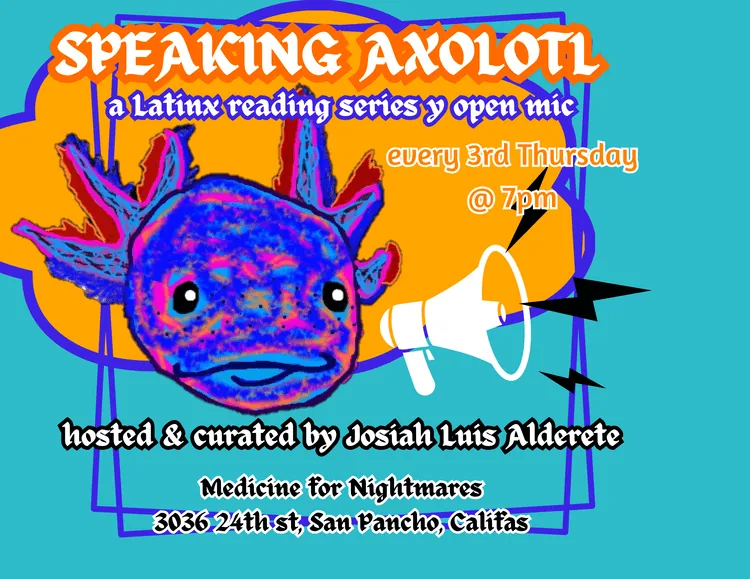 SPEAKING AXOLOTL
a Latinx reading series y open mic
every 3rd Thursday
@ 7pm
hosted & curated by Josiah Luis Alderete
Medicine for Nightmares
3036 24th st, San Pancho, Califas